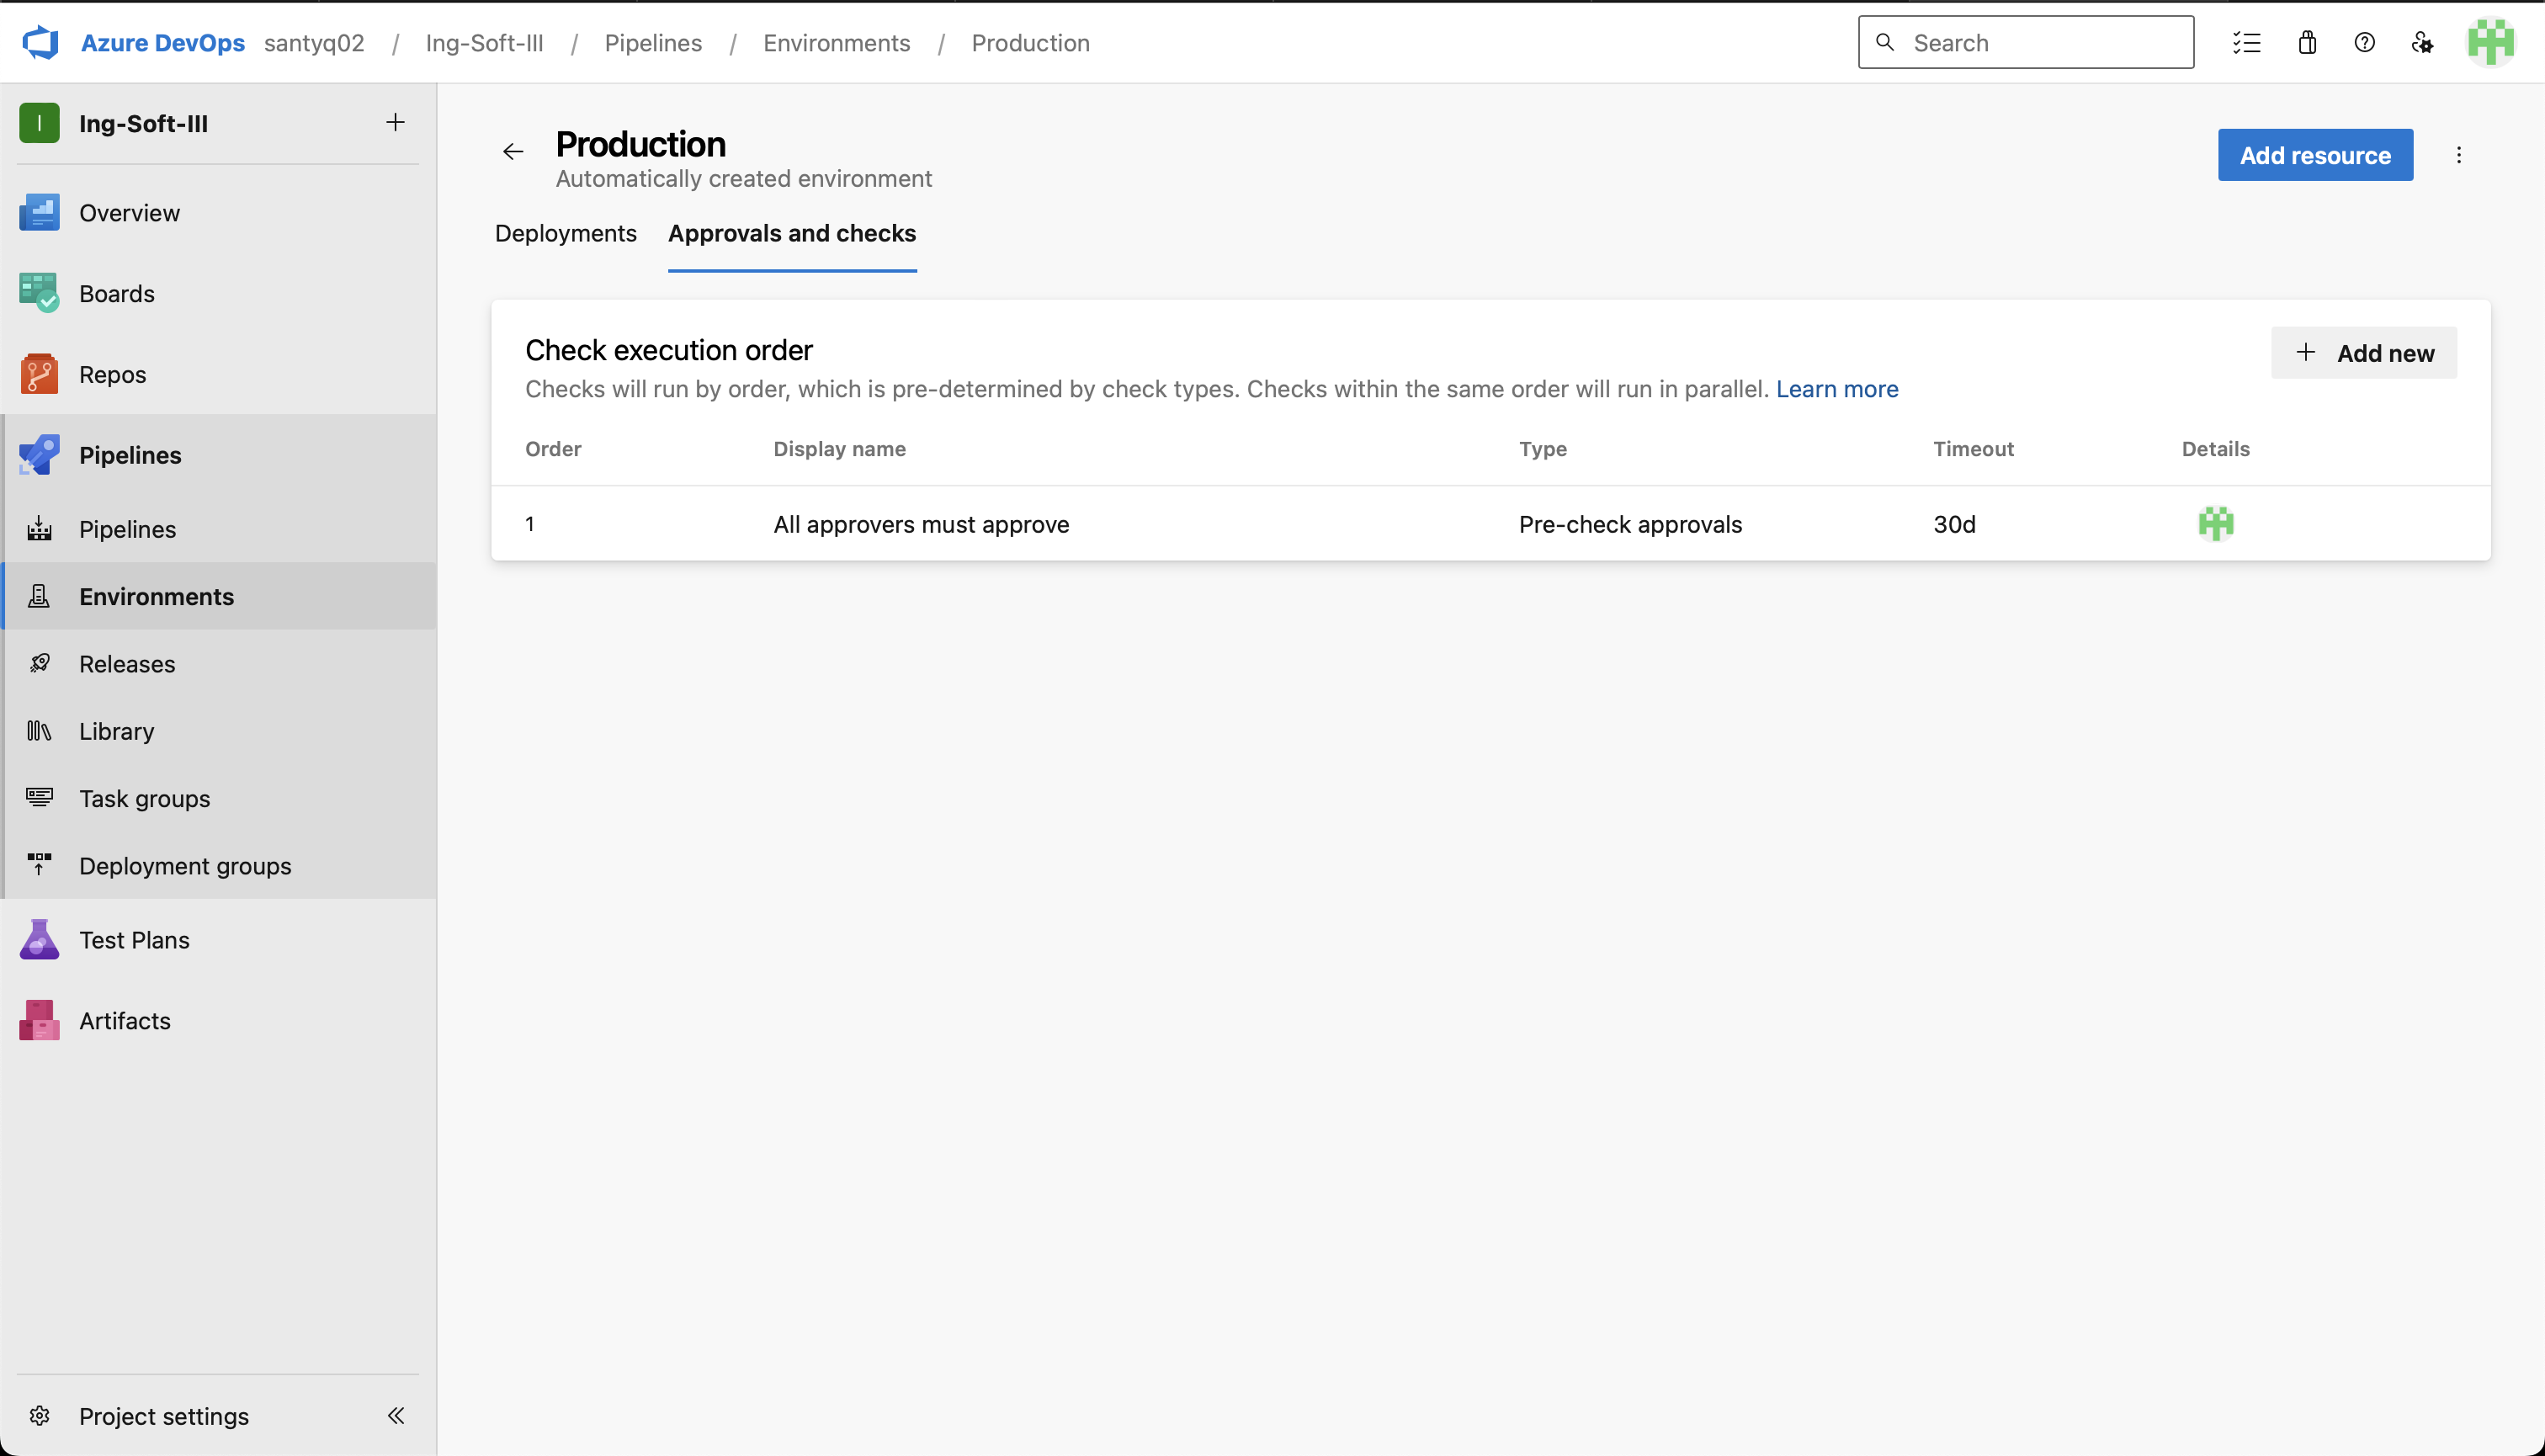 Azure DevOps santyq02 / Ing-Soft-III / Pipelines / Environments / Production
Search
I
Ing-Soft-III
Overview
Boards
Repos
Pipelines
Pipelines
Environments
Releases
Library
Task groups
Deployment groups
Test Plans
Artifacts
Project settings
Production
Automatically created environment
Add resource
Deployments Approvals and checks
Check execution order
Add new
Checks will run by order, which is pre-determined by check types. Checks within the same order will run in parallel. Learn more
Order Display name Type Timeout Details
1 All approvers must approve Pre-check approvals 30d